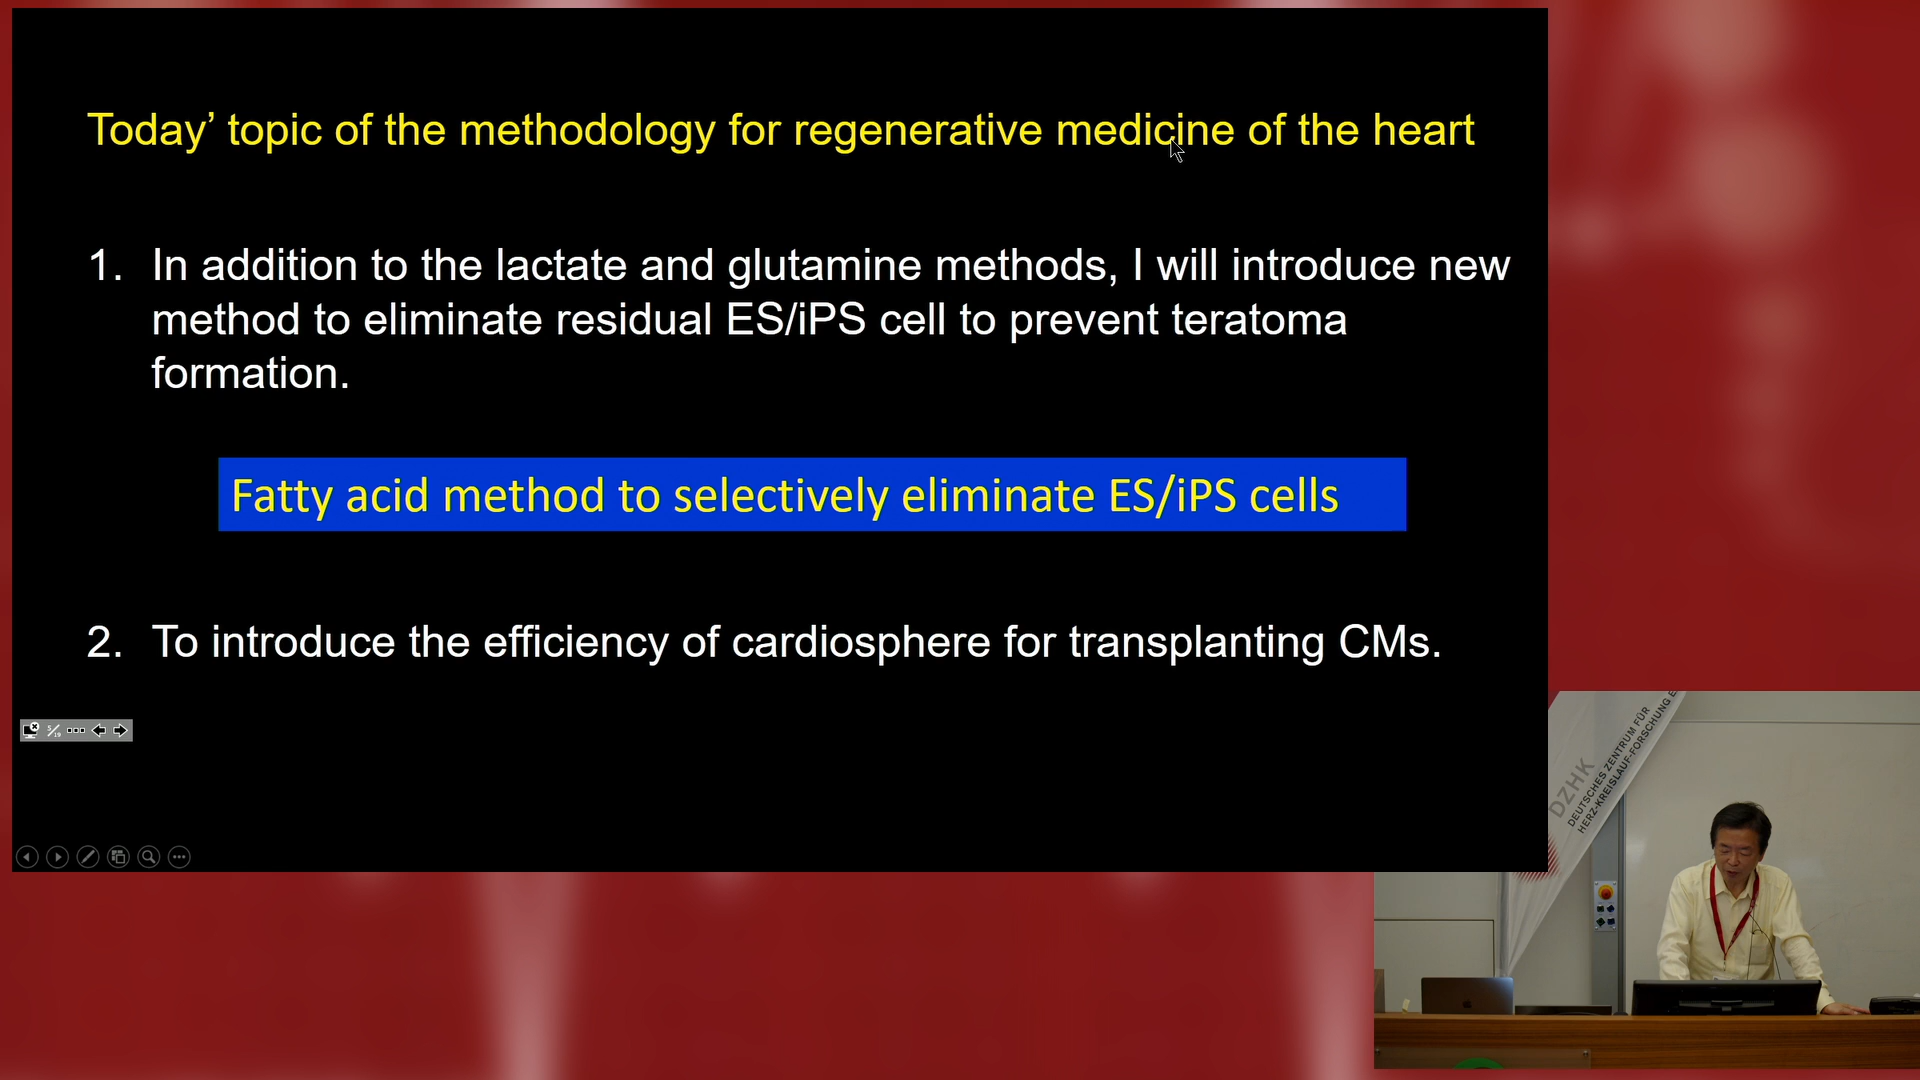 Today’ topic of the methodology for regenerative medicine of the heart
1. In addition to the lactate and glutamine methods, I will introduce new
method to eliminate residual ES/iPS cell to prevent teratoma
formation.
Fatty acid method to selectively eliminate ES/iPS cells
2. To introduce the efficiency of cardiosphere for transplanting CMs.
5/19
DZHK
DEUTSCHES ZENTRUM FÜR
HERZ-KREISLAUF-FORSCHUNG E